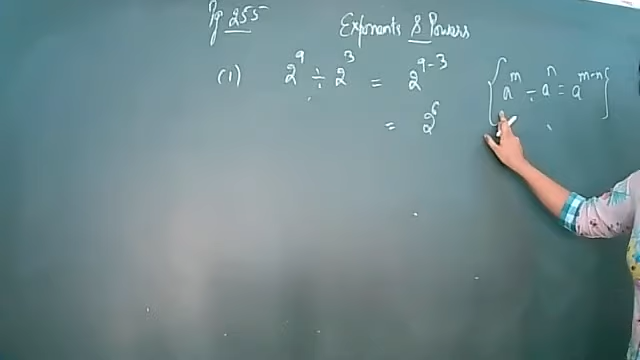 Pg 255
Exponents & Powers
(1) 2⁹ ÷ 2³ = 2⁹⁻³ {aᵐ ÷ aⁿ = aᵐ⁻ⁿ}
= 2⁶